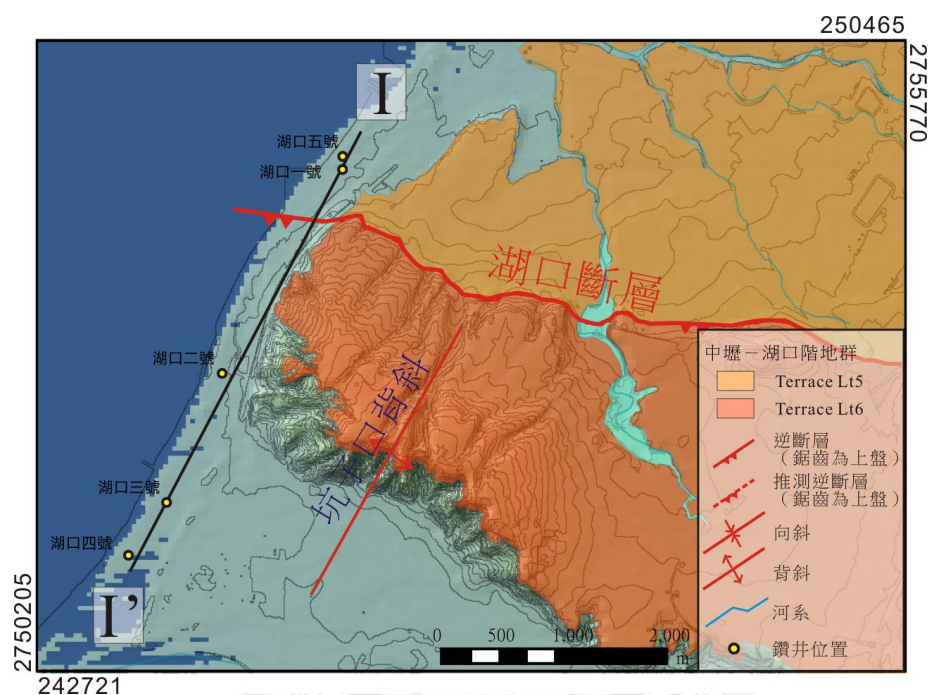 250465
2755770
I
湖口五號
湖口一號
湖口斷層
湖口二號
坑子口背斜
湖口三號
湖口四號
I’
中壢－湖口階地群
Terrace Lt5
Terrace Lt6
逆斷層
（鋸齒為上盤）
推測逆斷層
（鋸齒為上盤）
向斜
背斜
河系
鑽井位置
0 500 1,000 2,000
m
2750205
242721